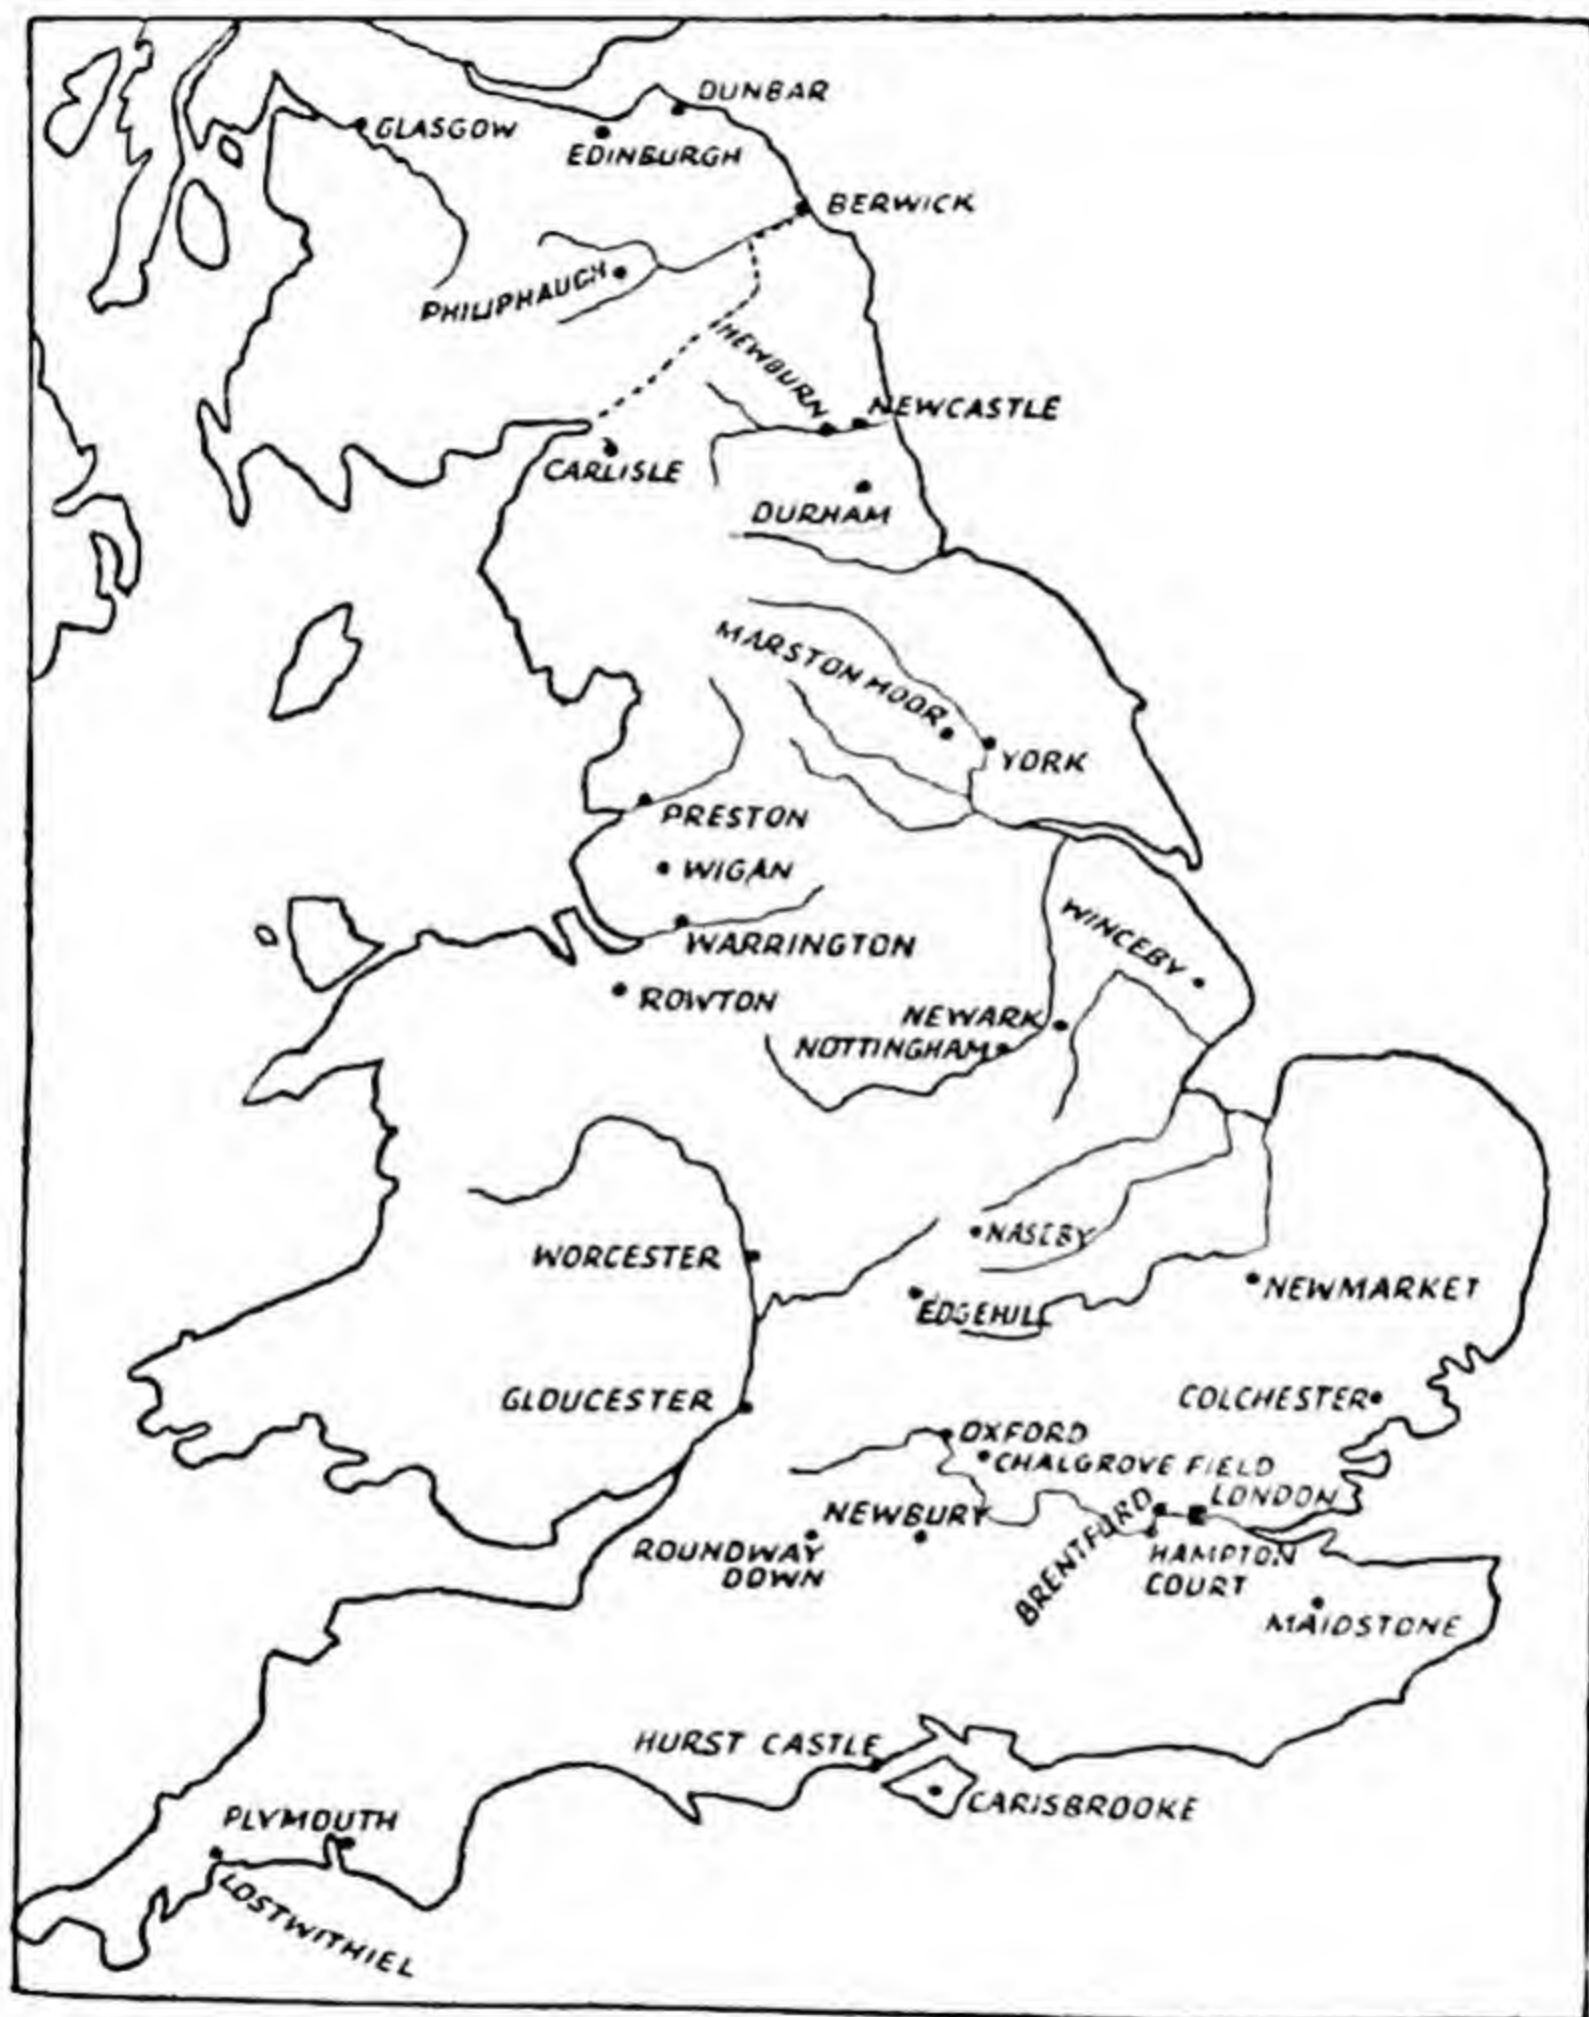 DUNBAR
GLASGOW
EDINBURGH
BERWICK
PHILIPHAUGH
NEWBURN
NEWCASTLE
CARLISLE
DURHAM
MARSTON MOOR
YORK
PRESTON
WIGAN
WINCEBY
WARRINGTON
ROWTON
NEWARK
NOTTINGHAM
NASEBY
WORCESTER
NEWMARKET
EDGEHILL
GLOUCESTER
COLCHESTER
OXFORD
CHALGROVE FIELD
LONDON
NEWBURY
BRENTFORD
ROUNDWAY
DOWN
HAMPTON
COURT
MAIDSTONE
HURST CASTLE
CARISBROOKE
PLYMOUTH
LOSTWITHIEL